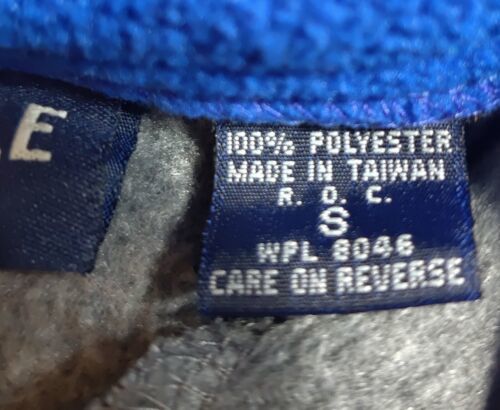 E
100% POLYESTER
MADE IN TAIWAN
R. O. C.
S
WPL 8046
CARE ON REVERSE